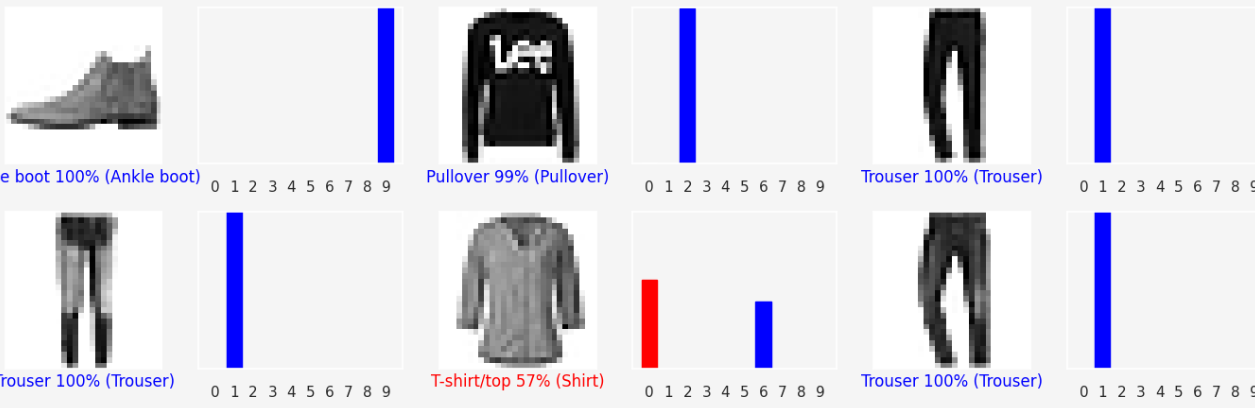 Lee
e boot 100% (Ankle boot)
0 1 2 3 4 5 6 7 8 9
Pullover 99% (Pullover)
0 1 2 3 4 5 6 7 8 9
Trouser 100% (Trouser)
0 1 2 3 4 5 6 7 8 9
Trouser 100% (Trouser)
0 1 2 3 4 5 6 7 8 9
T-shirt/top 57% (Shirt)
0 1 2 3 4 5 6 7 8 9
Trouser 100% (Trouser)
0 1 2 3 4 5 6 7 8 9